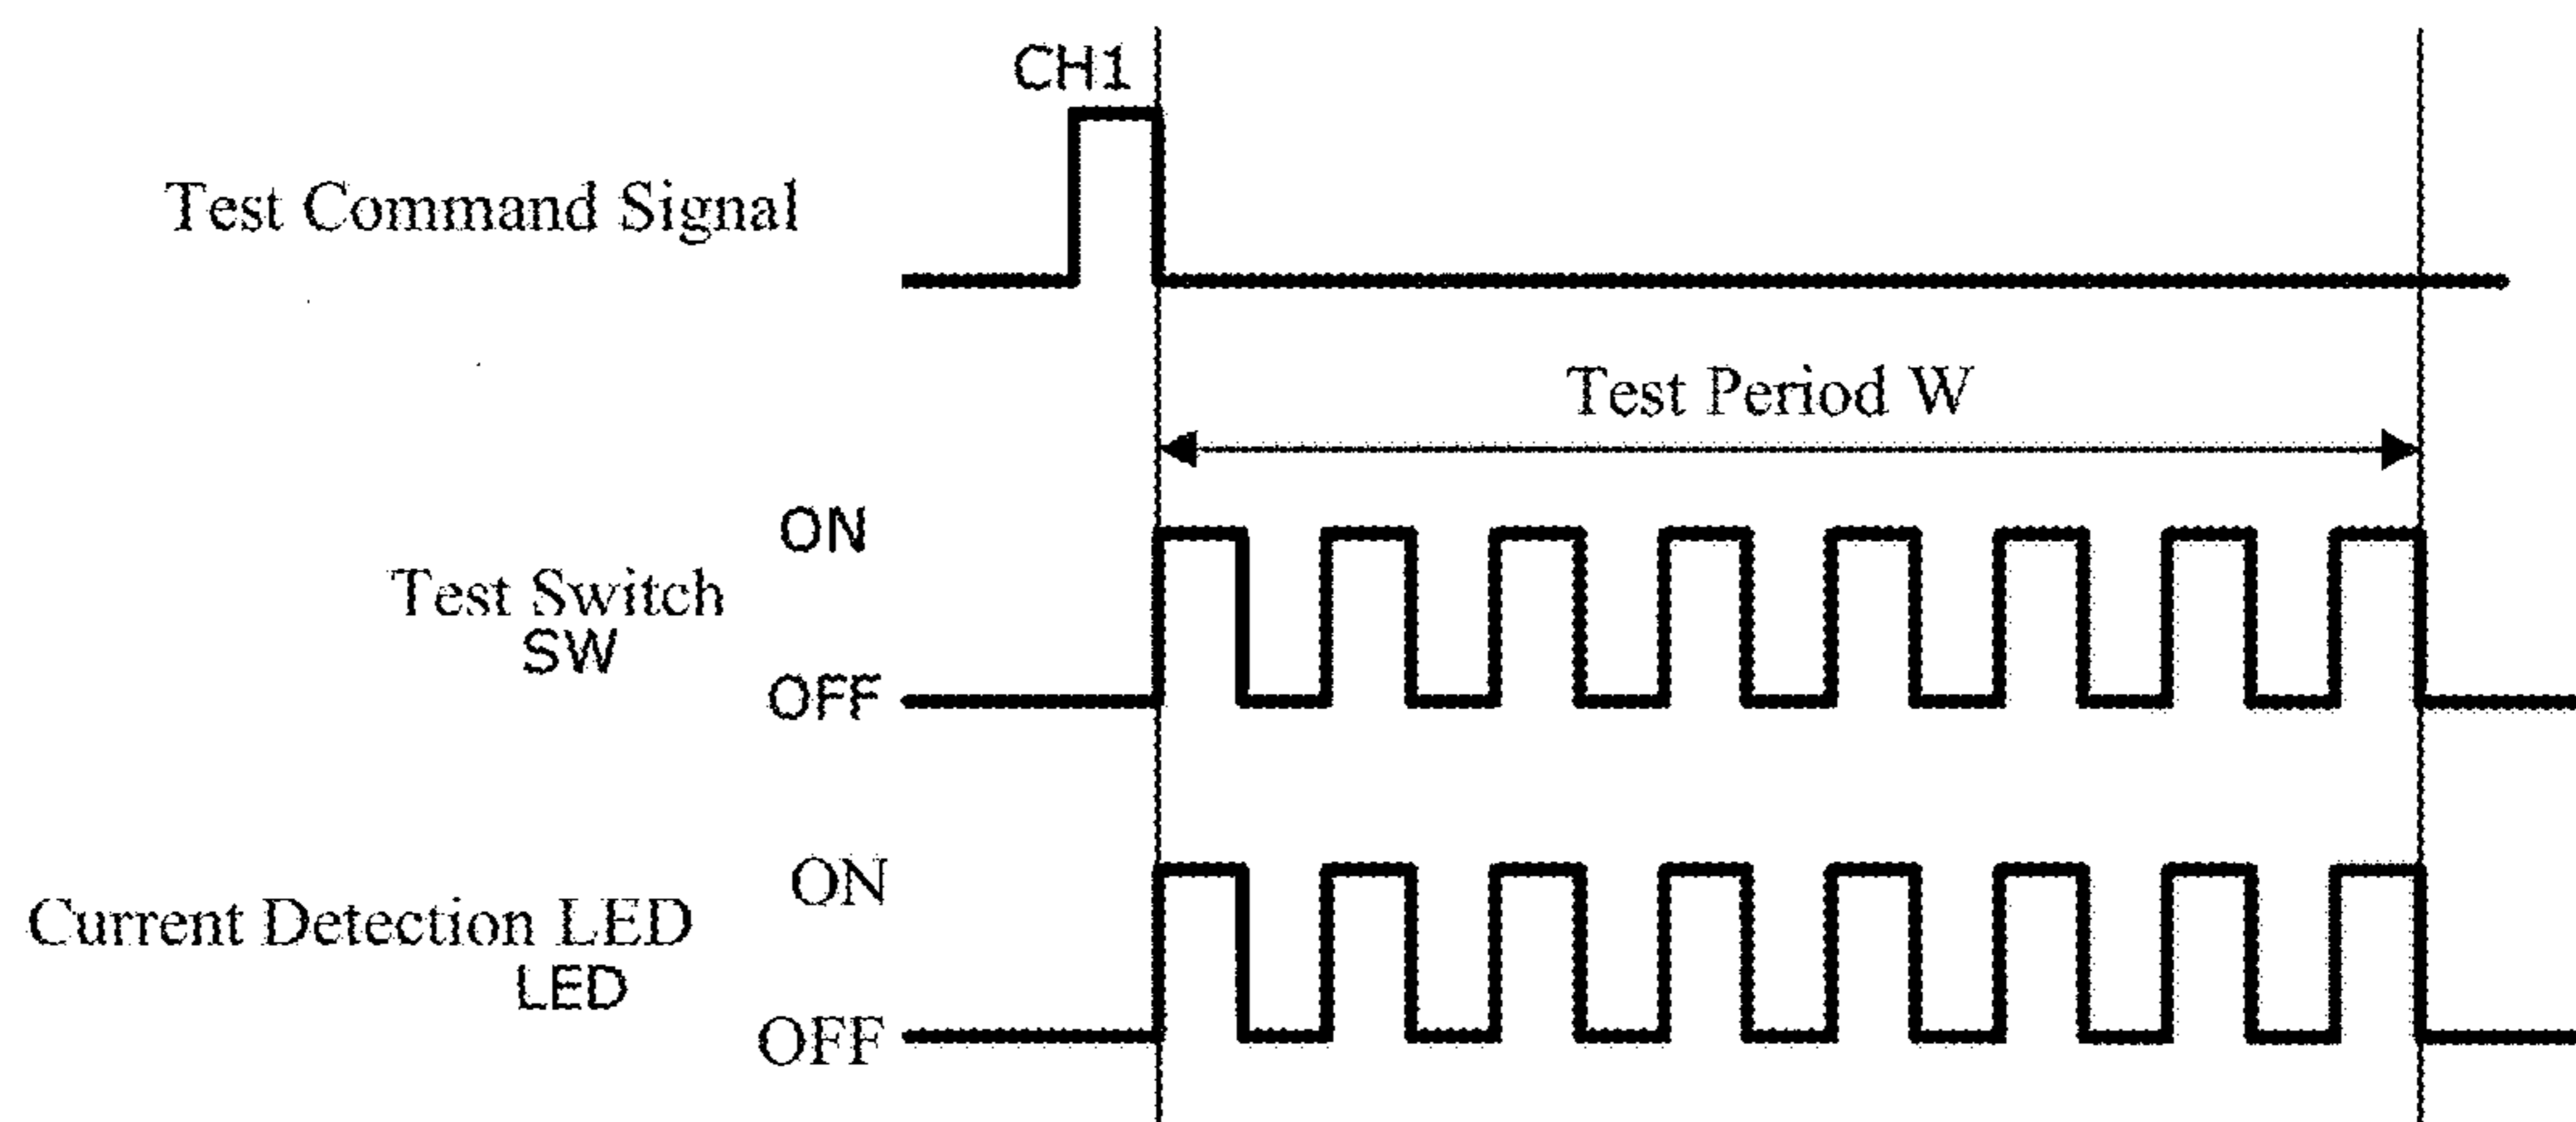 CH1
Test Command Signal
Test Period W
ON
Test Switch
SW
OFF
ON
Current Detection LED
LED
OFF